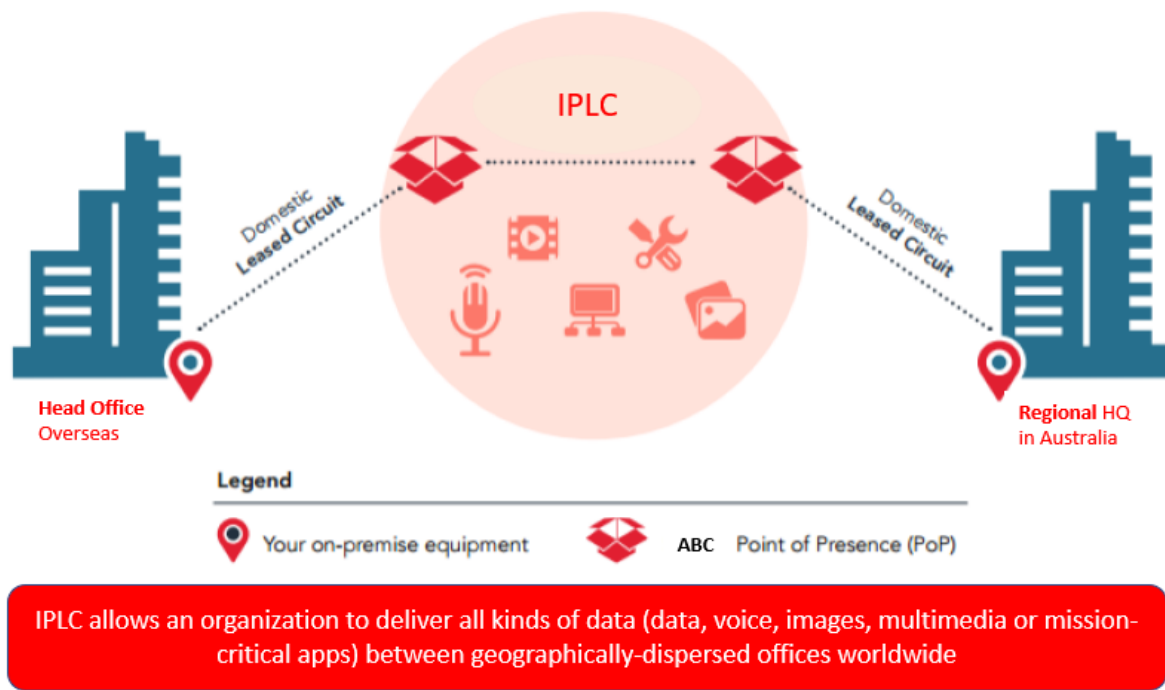 IPLC
Domestic
Leased Circuit
Domestic
Leased Circuit
Head Office
Overseas
Regional HQ
in Australia
Legend
Your on-premise equipment
ABC Point of Presence (PoP)
IPLC allows an organization to deliver all kinds of data (data, voice, images, multimedia or mission-
critical apps) between geographically-dispersed offices worldwide